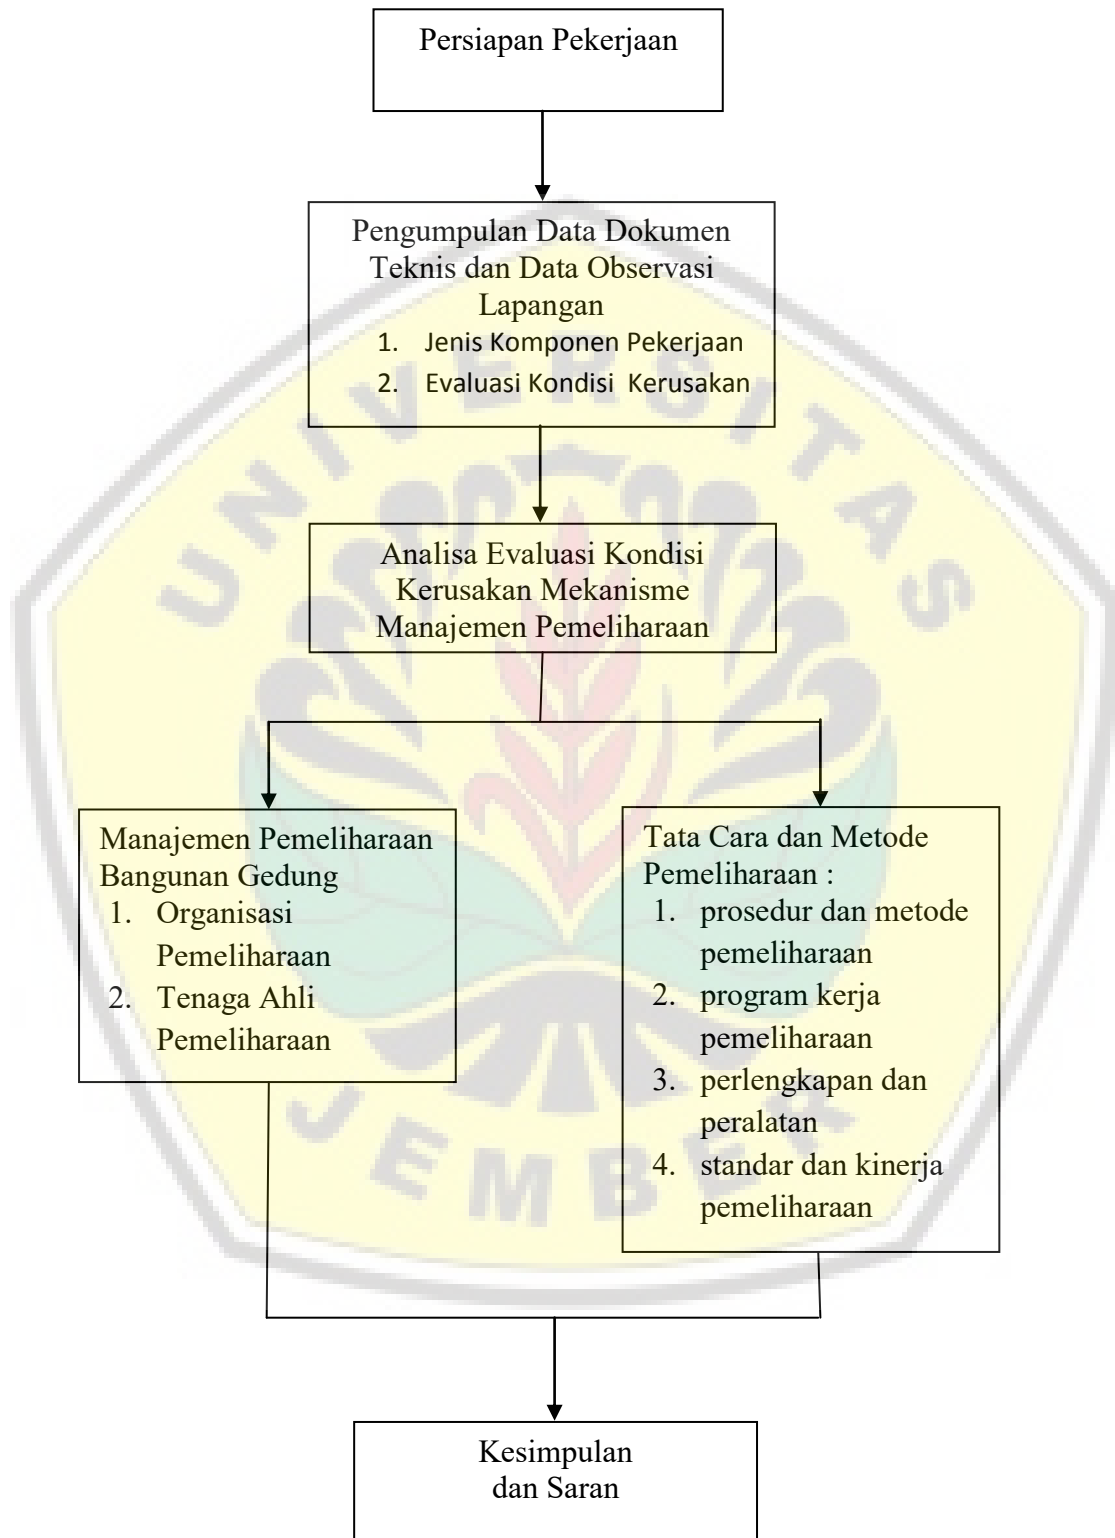 Persiapan Pekerjaan
Pengumpulan Data Dokumen
Teknis dan Data Observasi
Lapangan
1. Jenis Komponen Pekerjaan
2. Evaluasi Kondisi Kerusakan
Analisa Evaluasi Kondisi
Kerusakan Mekanisme
Manajemen Pemeliharaan
Manajemen Pemeliharaan
Bangunan Gedung
1. Organisasi
Pemeliharaan
2. Tenaga Ahli
Pemeliharaan
Tata Cara dan Metode
Pemeliharaan :
1. prosedur dan metode
pemeliharaan
2. program kerja
pemeliharaan
3. perlengkapan dan
peralatan
4. standar dan kinerja
pemeliharaan
Kesimpulan
dan Saran
UNIVERSITAS
JEMBER